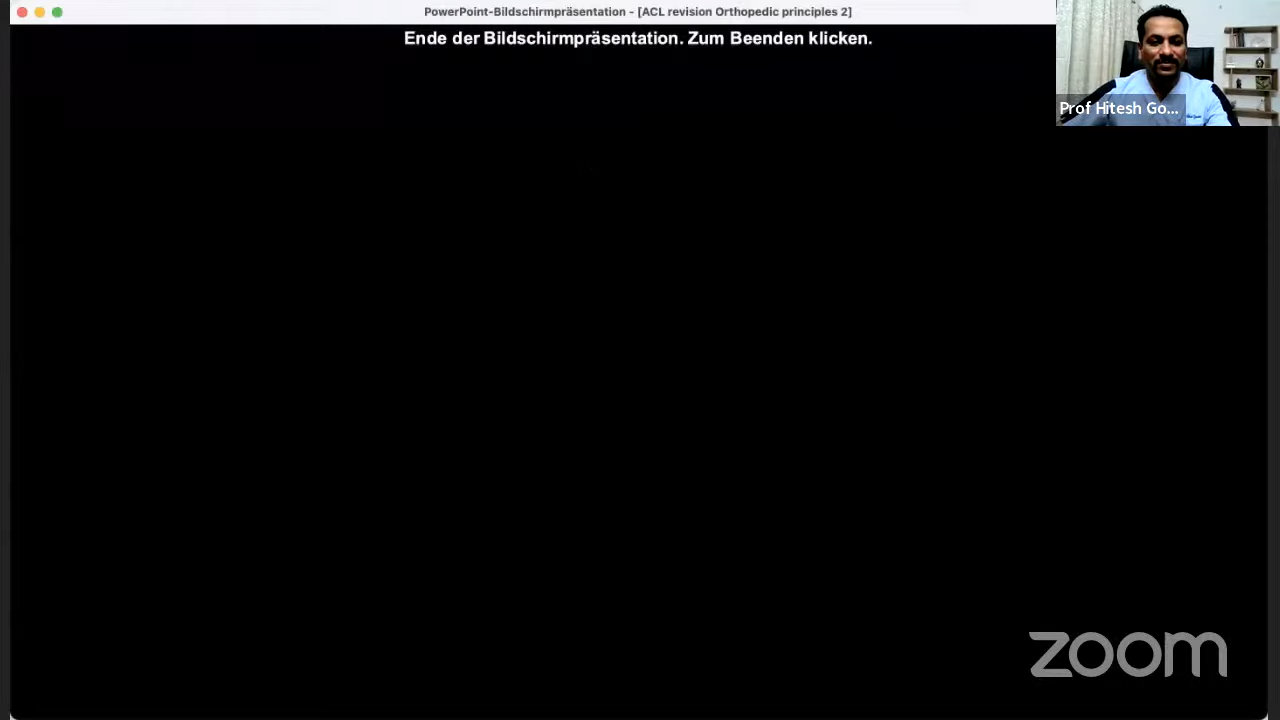 PowerPoint-Bildschirmpräsentation - [ACL revision Orthopedic principles 2]
Ende der Bildschirmpräsentation. Zum Beenden klicken.
Prof Hitesh Go...
zoom